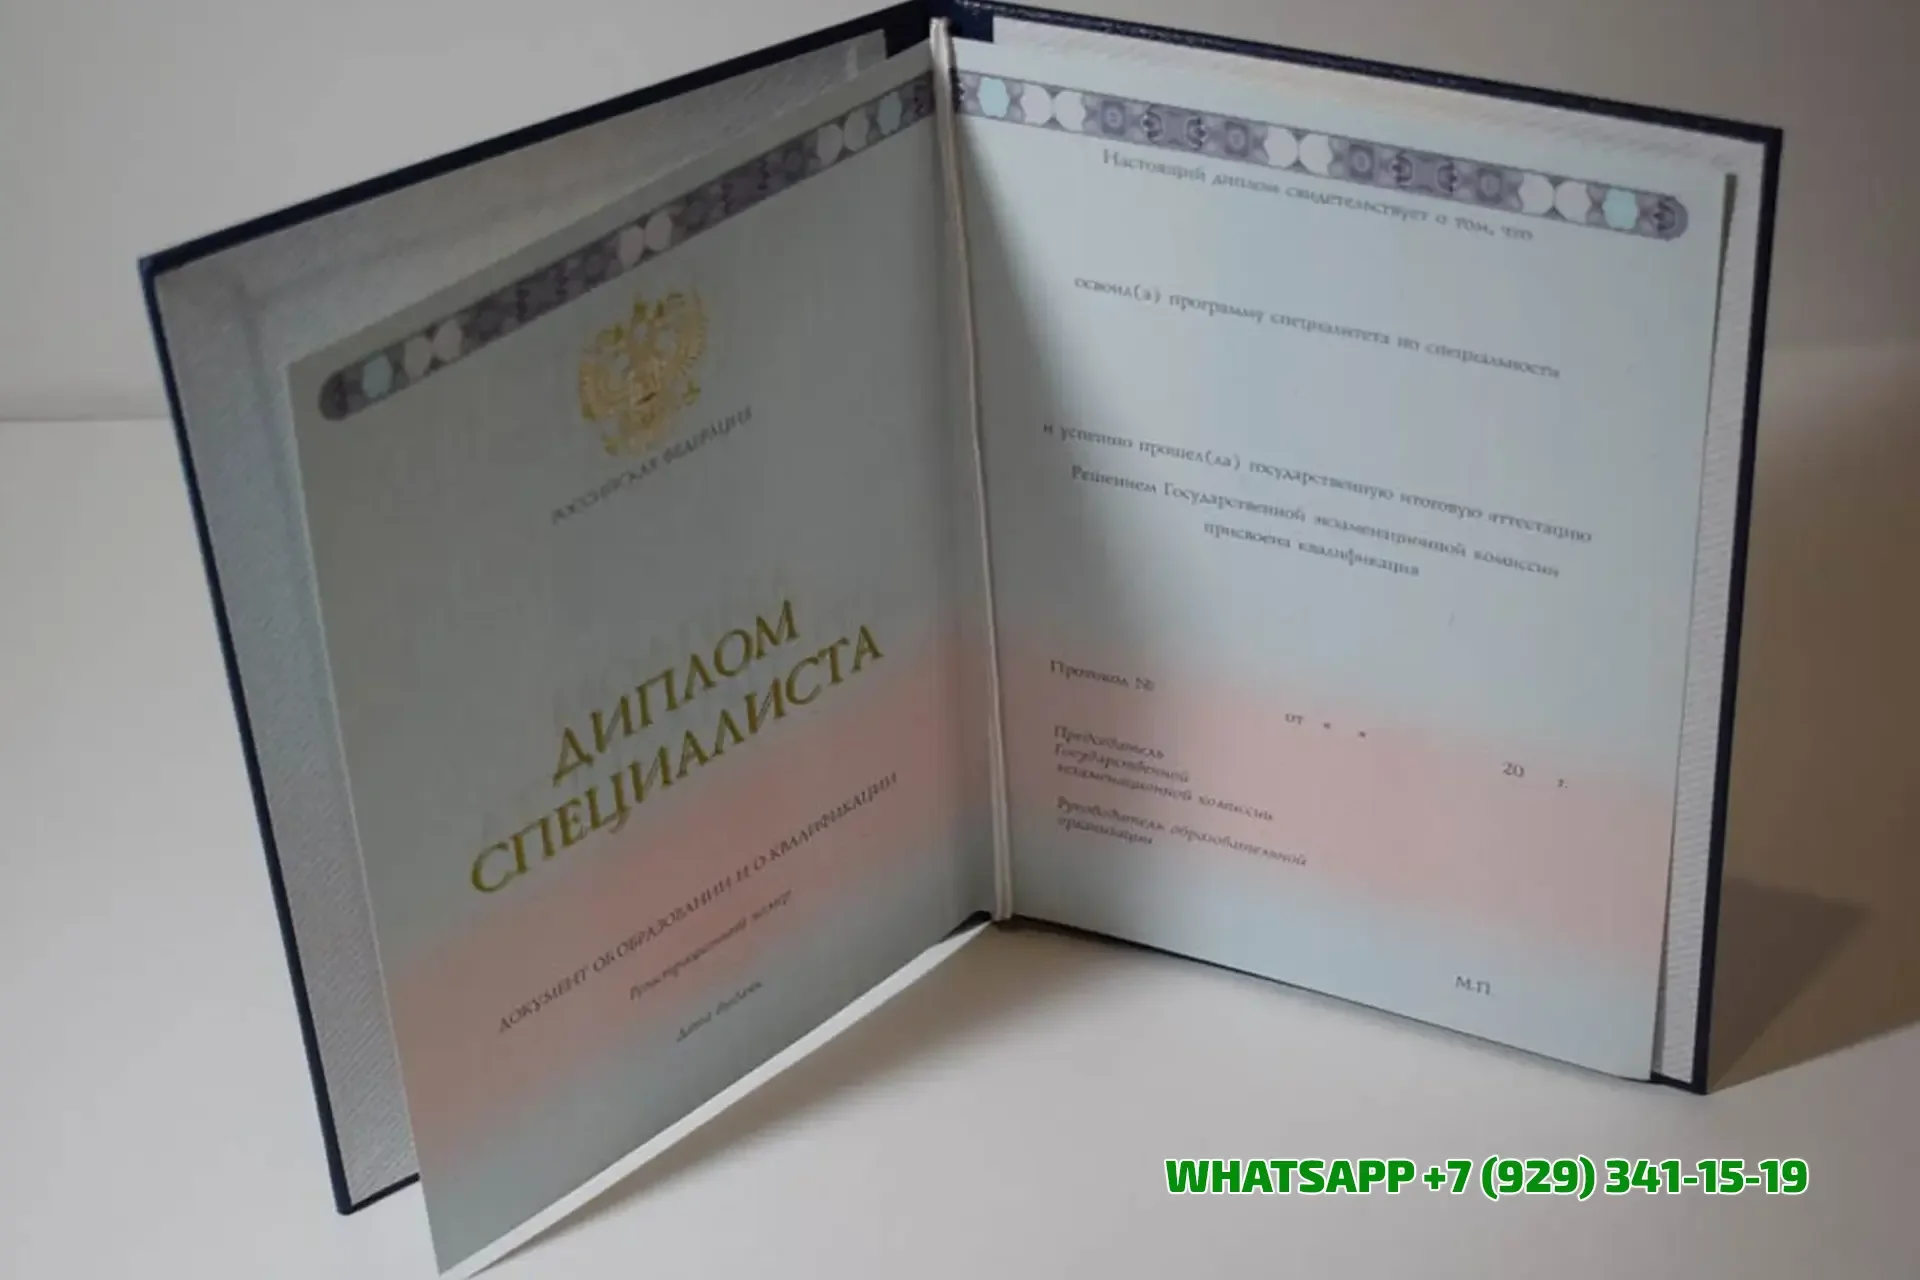 РОССИЙСКАЯ ФЕДЕРАЦИЯ
ДИПЛОМ
СПЕЦИАЛИСТА
ДОКУМЕНТ ОБ ОБРАЗОВАНИИ И О КВАЛИФИКАЦИИ
Регистрационный номер
Дата выдачи
Настоящий диплом свидетельствует о том, что
освоил(а) программу специалитета по специальности
и успешно прошел(ла) государственную итоговую аттестацию
Решением Государственной экзаменационной комиссии
присвоена квалификация
Протокол №
от « »
20 г.
Председатель
Государственной
экзаменационной комиссии
Руководитель образовательной
организации
М.П.
WHATSAPP +7 (929) 341-15-19